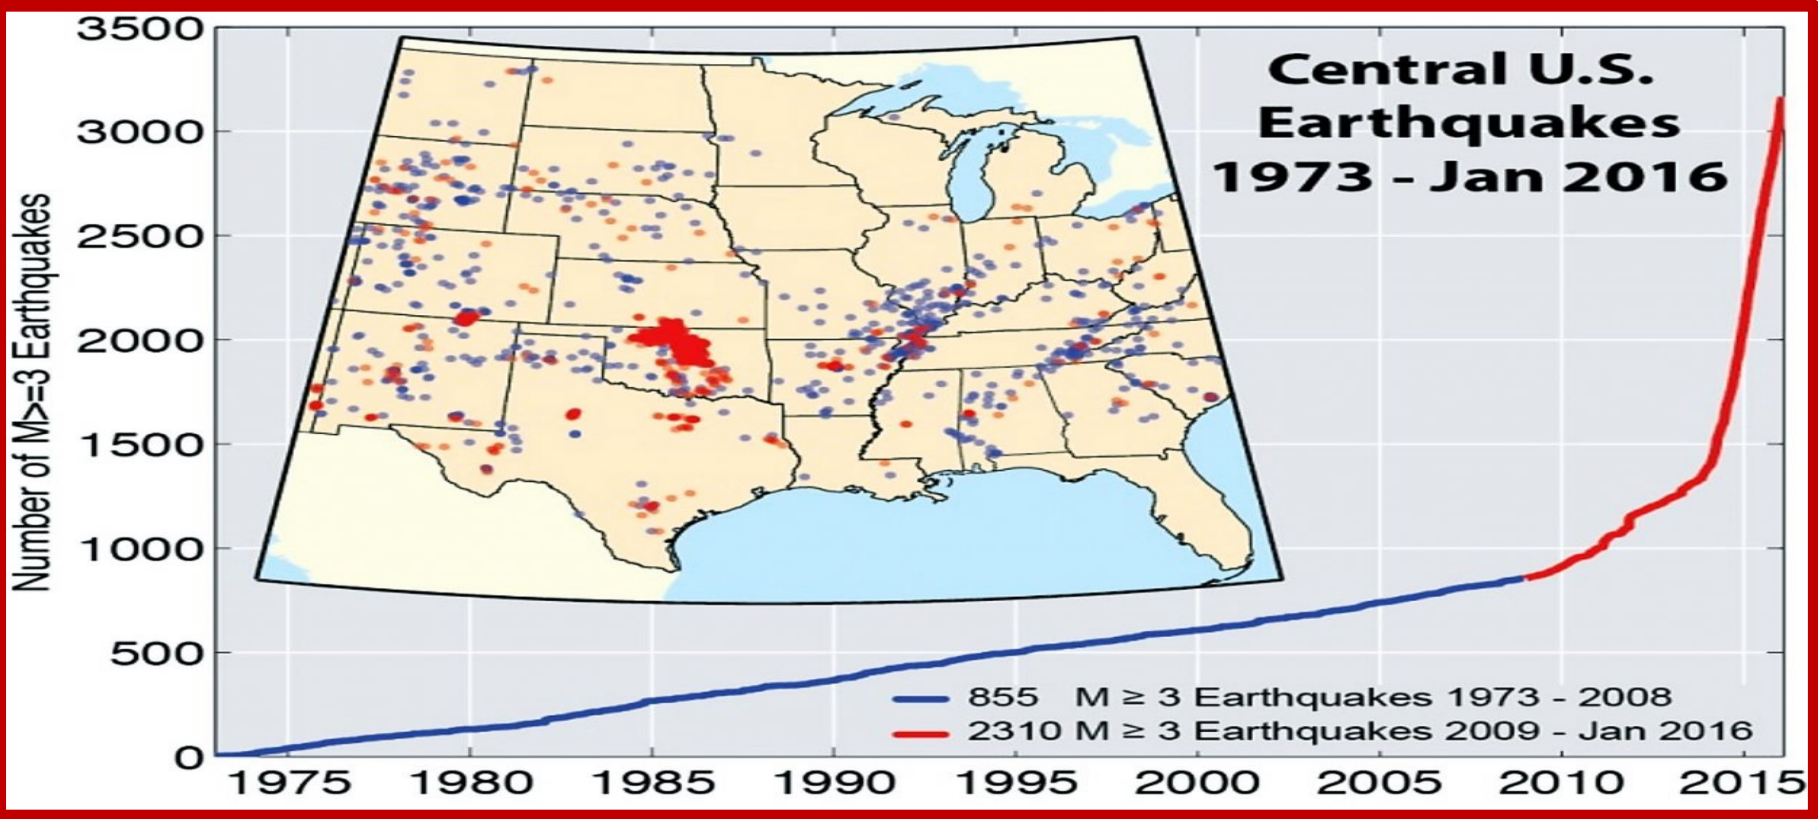 Central U.S.
Earthquakes
1973 - Jan 2016
Number of M>=3 Earthquakes
3500
3000
2500
2000
1500
1000
500
0
855 M ≥ 3 Earthquakes 1973 - 2008
2310 M ≥ 3 Earthquakes 2009 - Jan 2016
1975 1980 1985 1990 1995 2000 2005 2010 2015